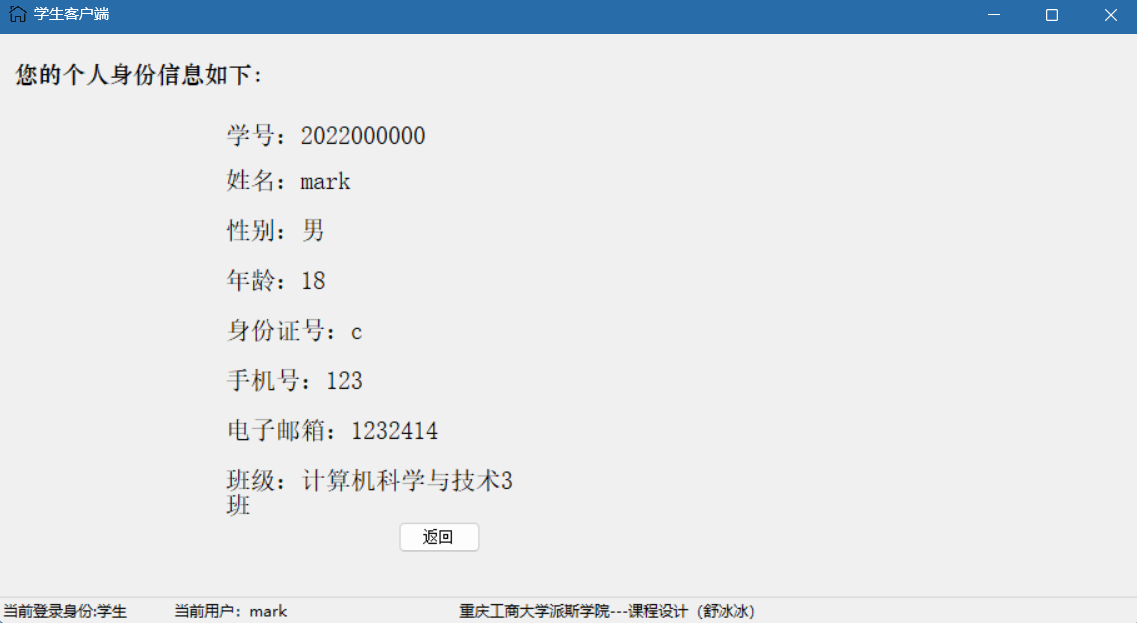 学生客户端
您的个人身份信息如下:
学号：2022000000
姓名：mark
性别：男
年龄：18
身份证号：c
手机号：123
电子邮箱：1232414
班级：计算机科学与技术3
班
返回
当前登录身份:学生 当前用户：mark 重庆工商大学派斯学院---课程设计（舒冰冰）